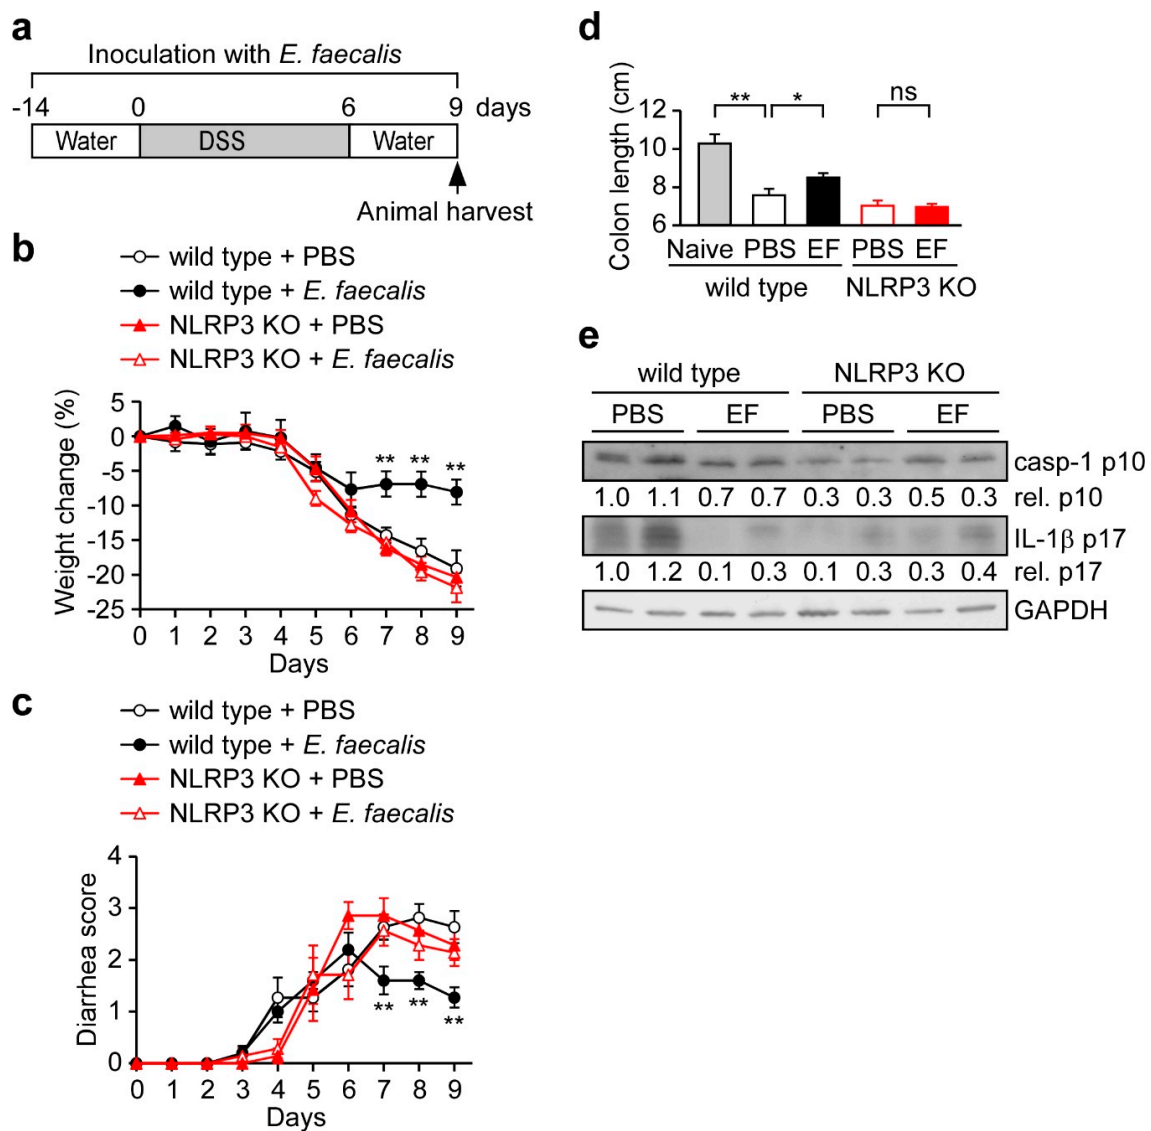 a
Inoculation with E. faecalis
-14 0 6 9 days
Water DSS Water
Animal harvest
b
wild type + PBS
wild type + E. faecalis
NLRP3 KO + PBS
NLRP3 KO + E. faecalis
Weight change (%)
5
0
-5
-10
-15
-20
-25
** ** **
0 1 2 3 4 5 6 7 8 9
Days
c
wild type + PBS
wild type + E. faecalis
NLRP3 KO + PBS
NLRP3 KO + E. faecalis
Diarrhea score
4
3
2
1
0
** ** **
0 1 2 3 4 5 6 7 8 9
Days
d
Colon length (cm)
12
10
8
6
** * ns
Naive PBS EF PBS EF
wild type NLRP3 KO
e
wild type NLRP3 KO
PBS EF PBS EF
casp-1 p10
1.0 1.1 0.7 0.7 0.3 0.3 0.5 0.3 rel. p10
IL-1β p17
1.0 1.2 0.1 0.3 0.1 0.3 0.3 0.4 rel. p17
GAPDH